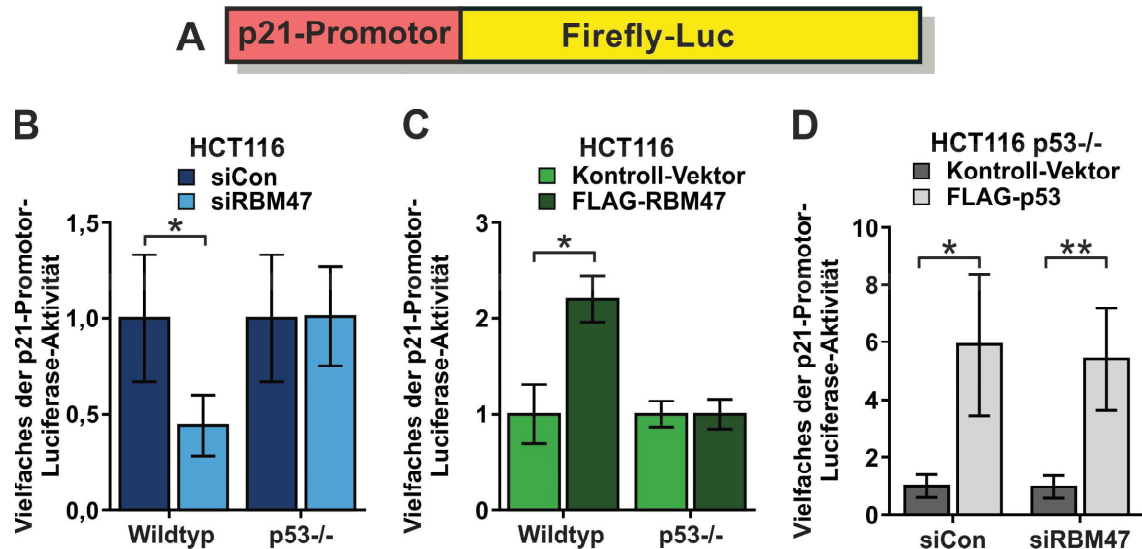 A
p21-Promotor
Firefly-Luc
B
HCT116
siCon
siRBM47
Vielfaches der p21-Promotor-
Luciferase-Aktivität
1,5
1,0
0,5
0,0
*
Wildtyp
p53-/-
C
HCT116
Kontroll-Vektor
FLAG-RBM47
Vielfaches der p21-Promotor-
Luciferase-Aktivität
3
2
1
0
*
Wildtyp
p53-/-
D
HCT116 p53-/-
Kontroll-Vektor
FLAG-p53
Vielfaches der p21-Promotor-
Luciferase-Aktivität
10
8
6
4
2
0
*
**
siCon
siRBM47